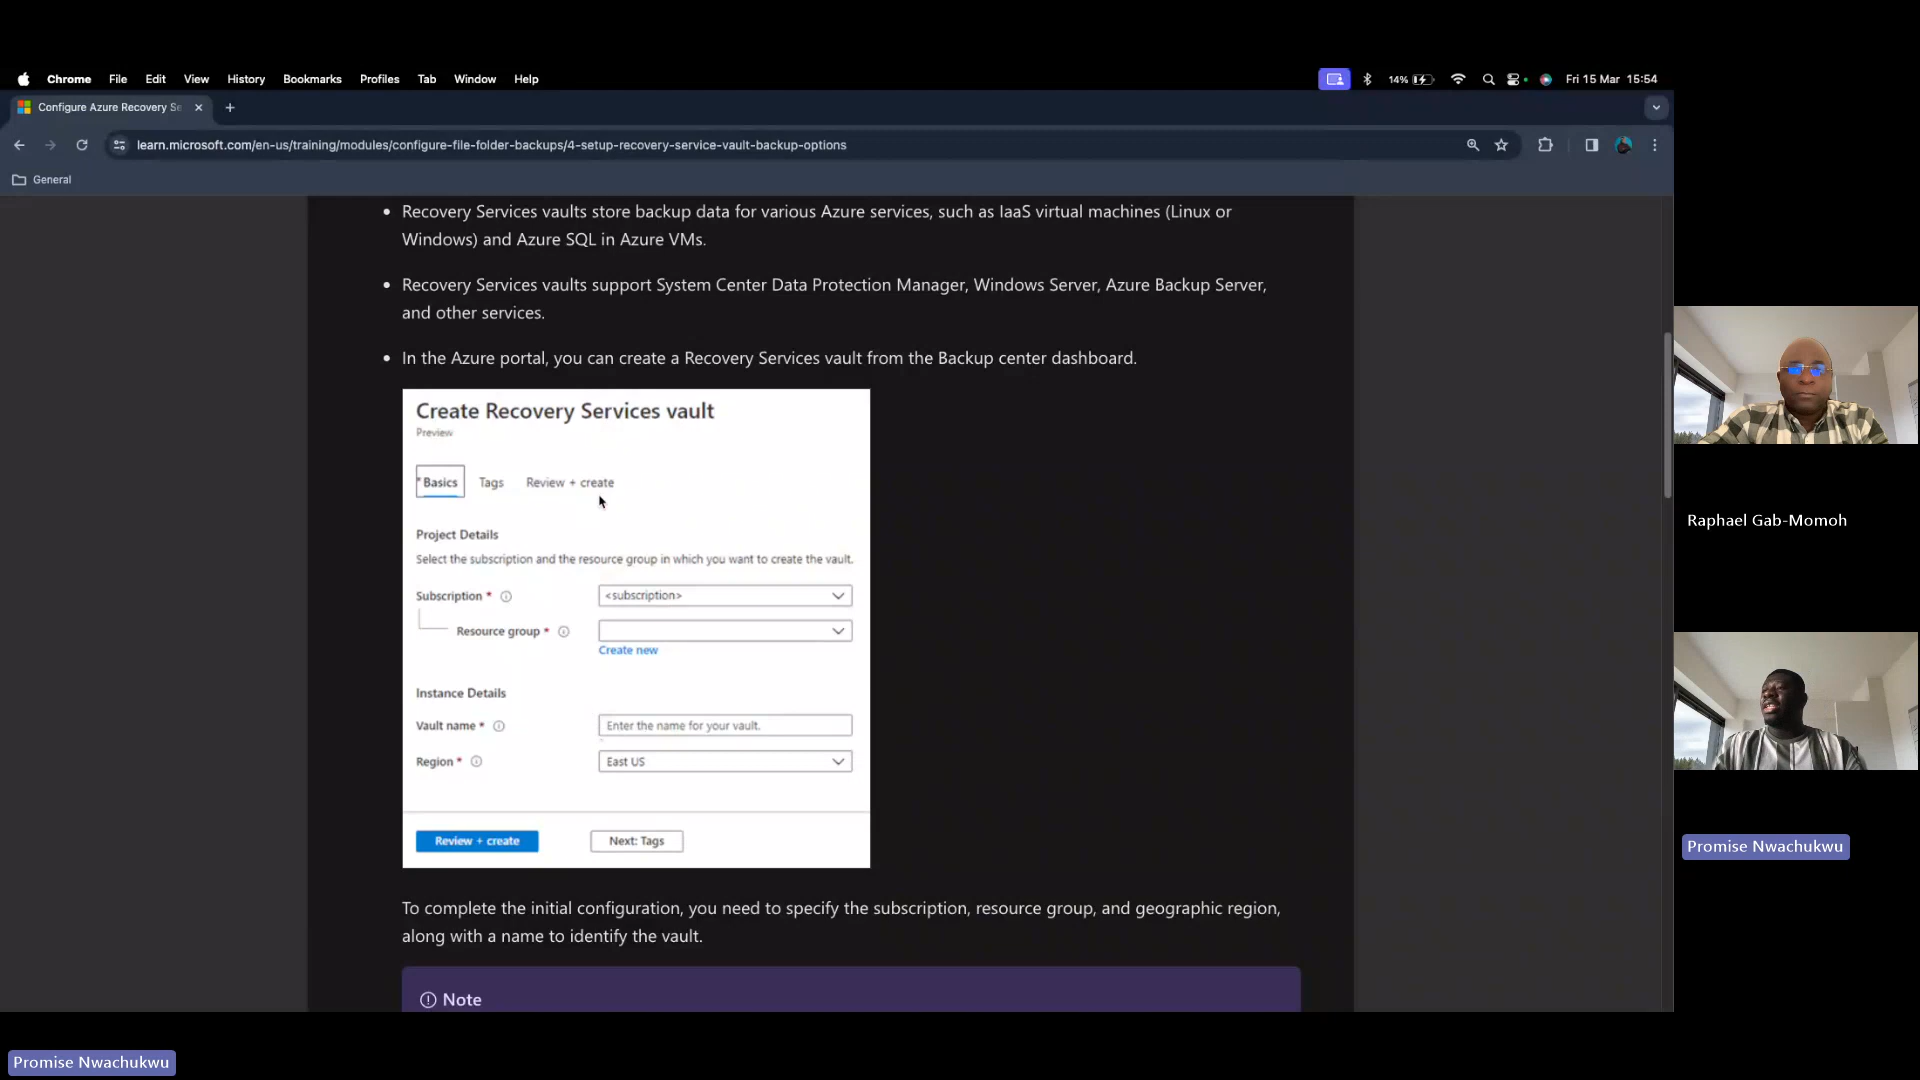 Chrome File Edit View History Bookmarks Profiles Tab Window Help
14% Fri 15 Mar 15:54
Configure Azure Recovery Se
learn.microsoft.com/en-us/training/modules/configure-file-folder-backups/4-setup-recovery-service-vault-backup-options
General
• Recovery Services vaults store backup data for various Azure services, such as IaaS virtual machines (Linux or
Windows) and Azure SQL in Azure VMs.
• Recovery Services vaults support System Center Data Protection Manager, Windows Server, Azure Backup Server,
and other services.
• In the Azure portal, you can create a Recovery Services vault from the Backup center dashboard.
Create Recovery Services vault
Preview
* Basics Tags Review + create
Project Details
Select the subscription and the resource group in which you want to create the vault.
Subscription * <subscription>
Resource group *
Create new
Instance Details
Vault name * Enter the name for your vault.
Region * East US
Review + create Next: Tags
To complete the initial configuration, you need to specify the subscription, resource group, and geographic region,
along with a name to identify the vault.
Note
Raphael Gab-Momoh
Promise Nwachukwu
Promise Nwachukwu